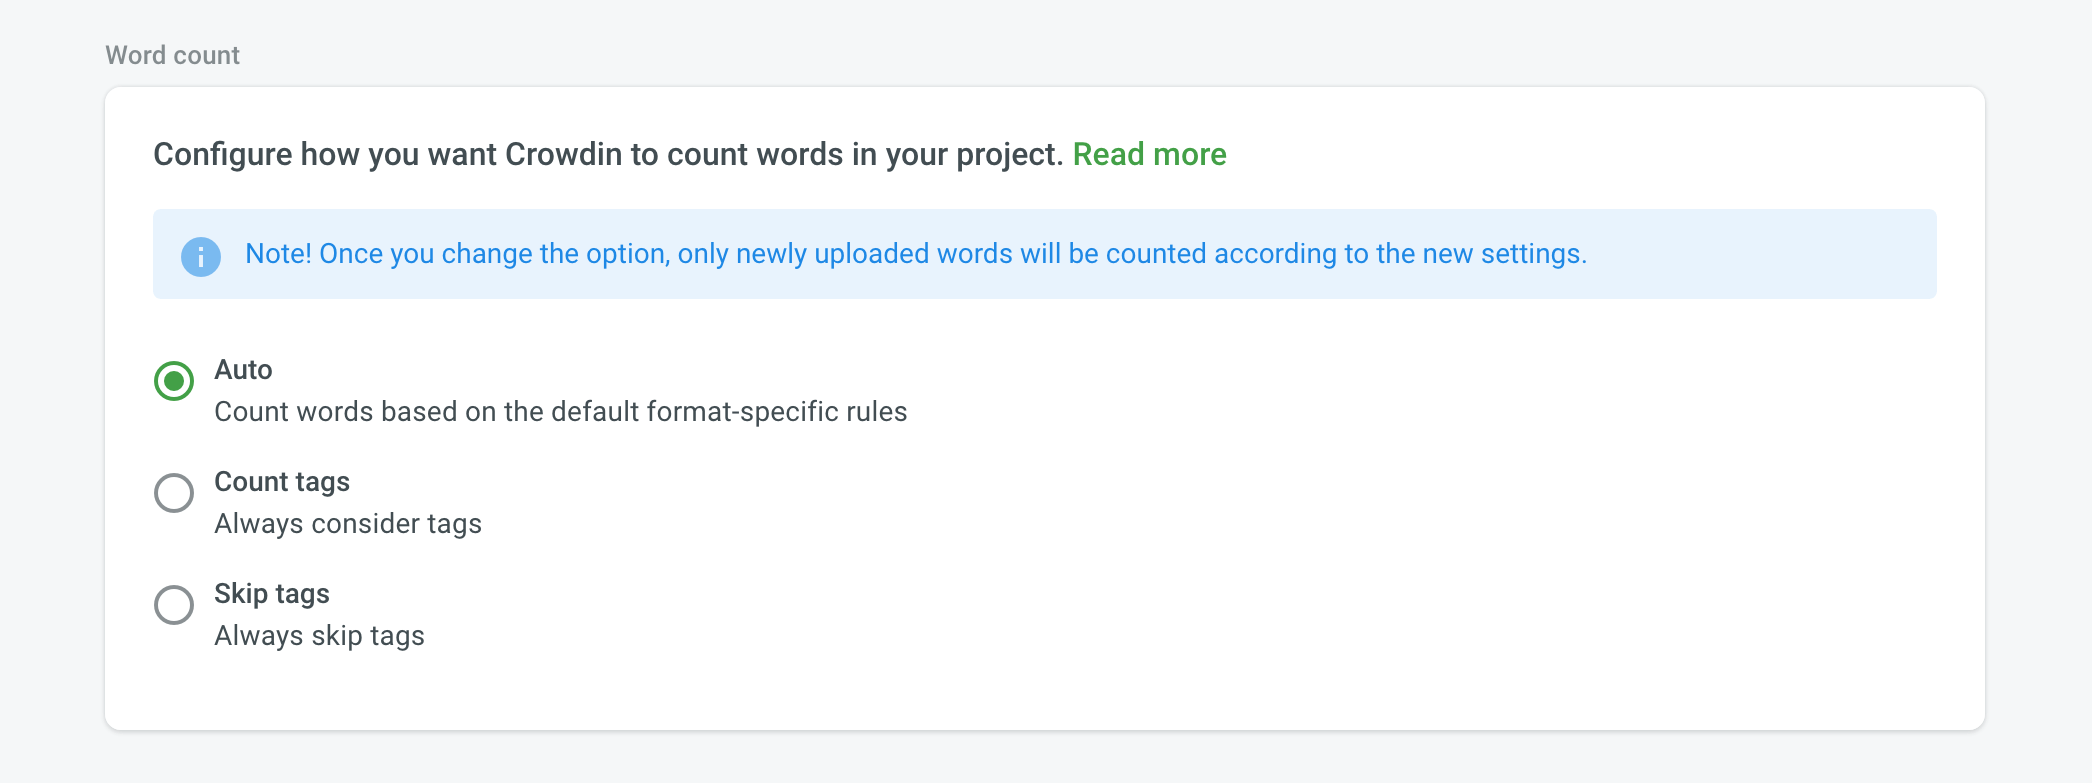 Word count
Configure how you want Crowdin to count words in your project. Read more
Note! Once you change the option, only newly uploaded words will be counted according to the new settings.
Auto
Count words based on the default format-specific rules
Count tags
Always consider tags
Skip tags
Always skip tags